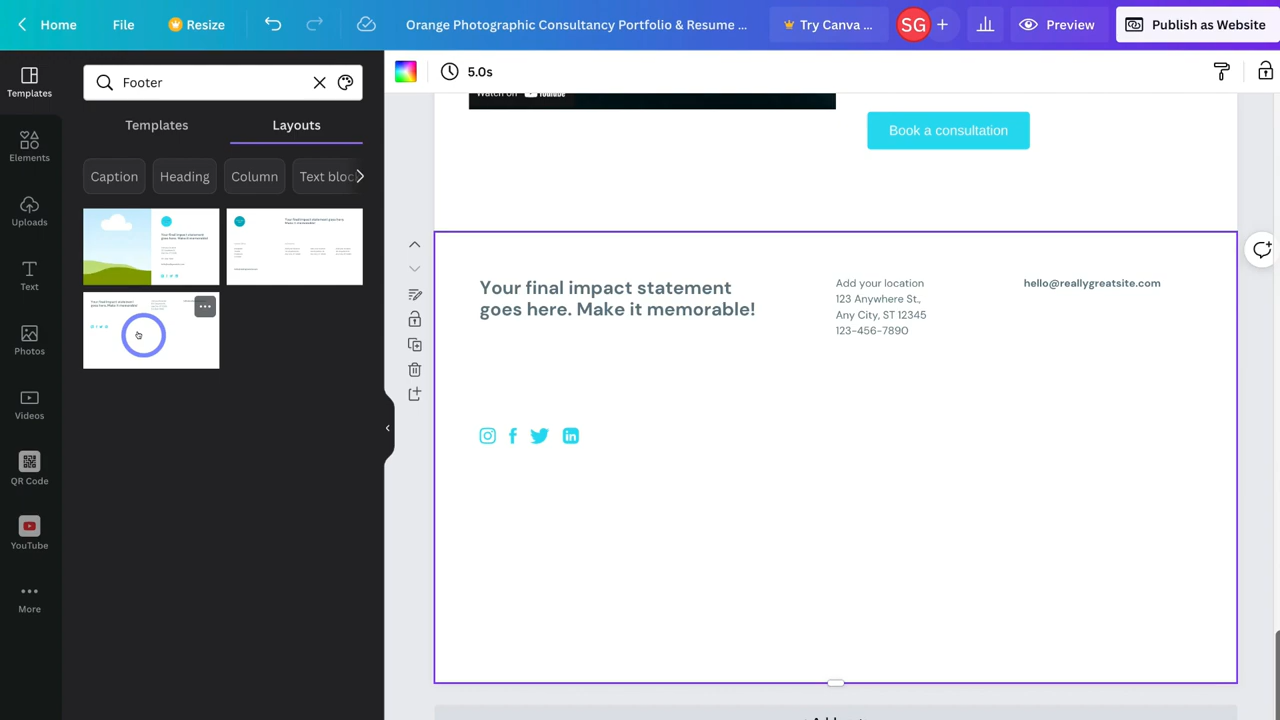 Home
File
Resize
Orange Photographic Consultancy Portfolio & Resume ...
Try Canva ...
SG
Preview
Publish as Website
Templates
Elements
Uploads
Text
Photos
Videos
QR Code
YouTube
More
Footer
Templates
Layouts
Caption
Heading
Column
Text bloc
5.0s
Watch on YouTube
Book a consultation
Your final impact statement
goes here. Make it memorable!
Add your location
123 Anywhere St.,
Any City, ST 12345
123-456-7890
hello@reallygreatsite.com